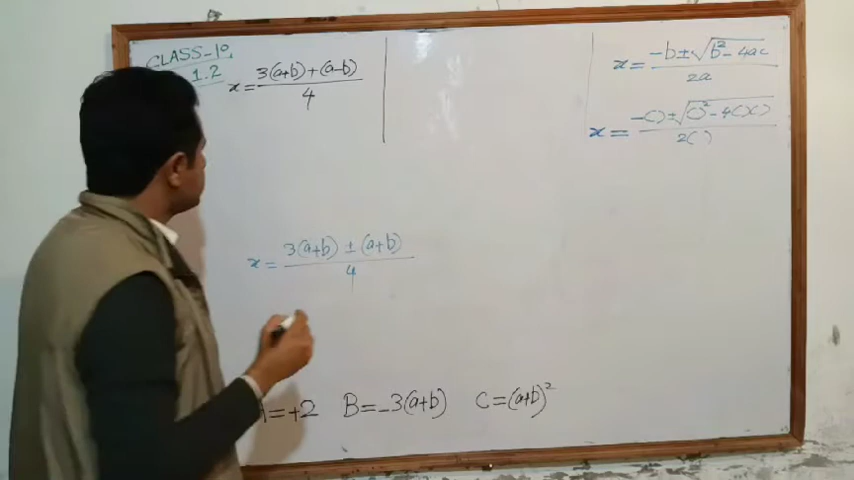 CLASS-10
1.2
x = 3(a+b)+(a-b) / 4
x = -b±√b²-4ac / 2a
x = -( )±√( )²-4( )( ) / 2( )
x = 3(a+b) ± (a+b) / 4
A=+2 B=-3(a+b) C=(a+b)²